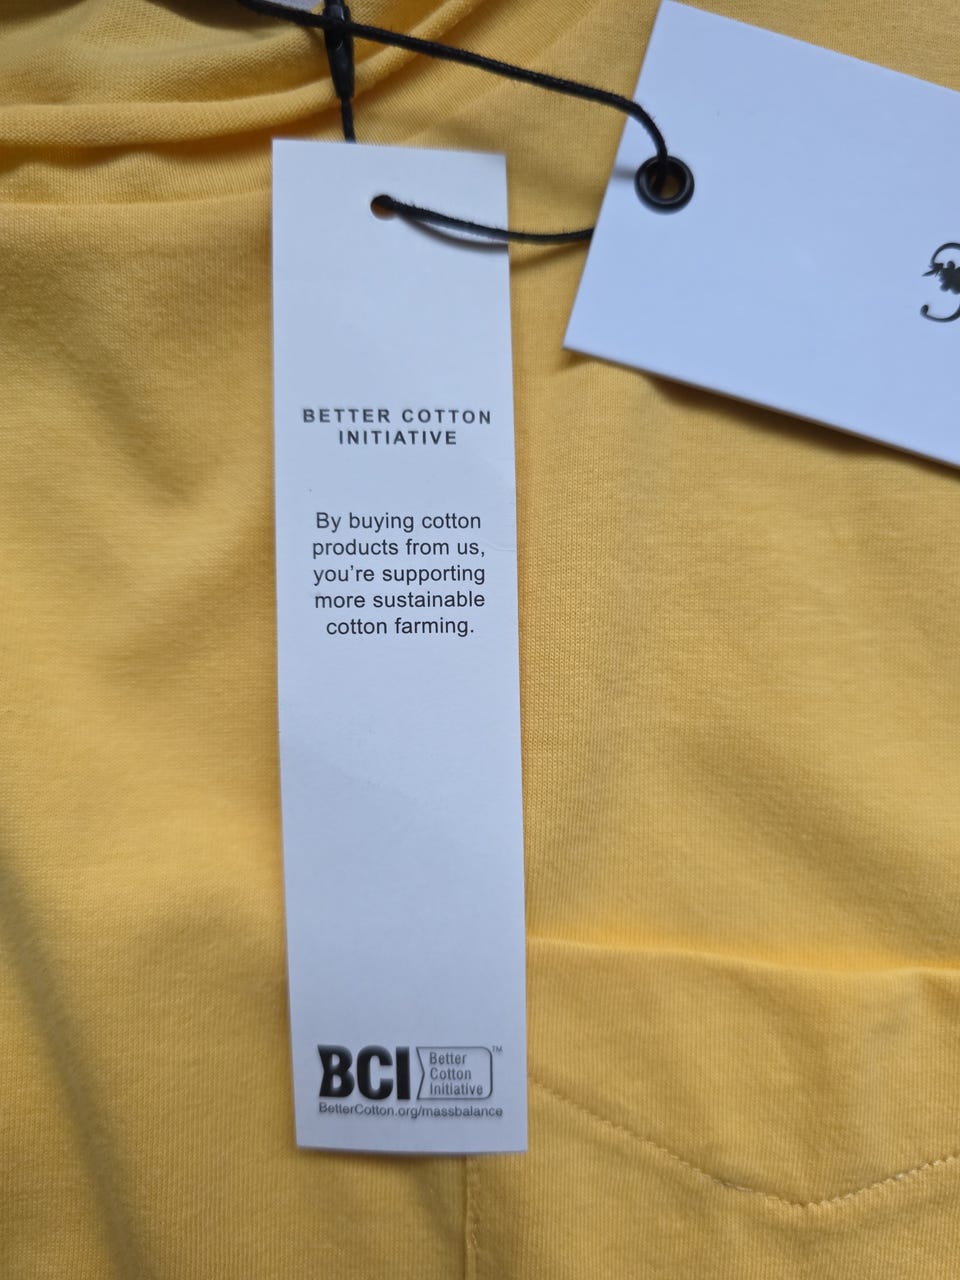 BETTER COTTON
INITIATIVE
By buying cotton
products from us,
you’re supporting
more sustainable
cotton farming.
BCI
Better
Cotton
Initiative
™
BetterCotton.org/massbalance